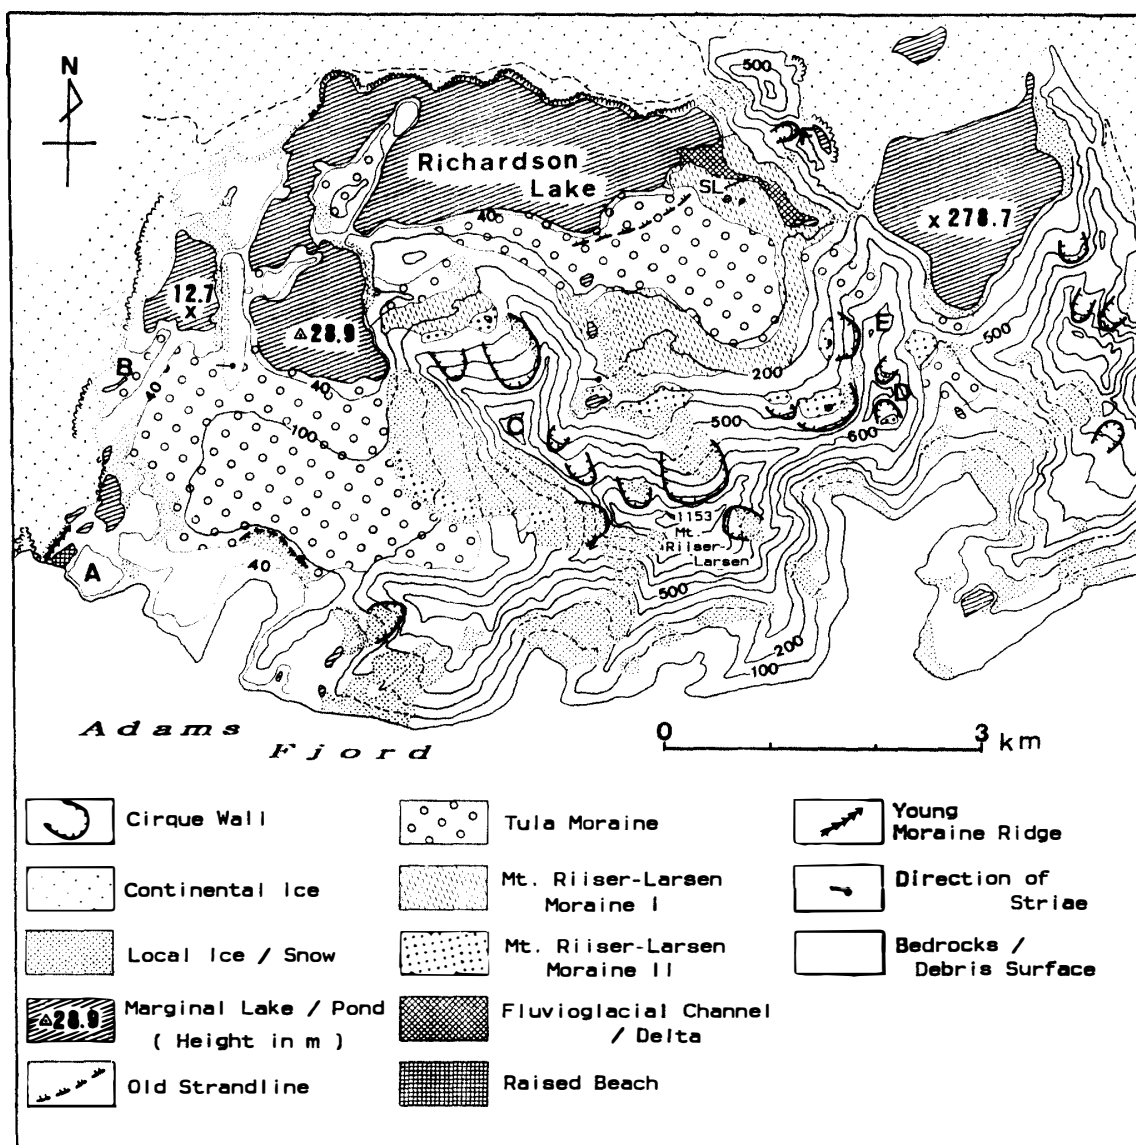 N
500
Richardson
Lake
SL
40
x 278.7
12.7
x
△28.9
E
500
B
40
40
200
D
100
C
500
600
1153
Mt.
Riiser-
Larsen
A
40
500
200
100
Adams
Fjord
0 3 km
Cirque Wall
Continental Ice
Local Ice / Snow
△28.9
Marginal Lake / Pond
( Height in m )
Old Strandline
Tula Moraine
Mt. Riiser-Larsen
Moraine I
Mt. Riiser-Larsen
Moraine II
Fluvioglacial Channel
/ Delta
Raised Beach
Young
Moraine Ridge
Direction of
Striae
Bedrocks /
Debris Surface